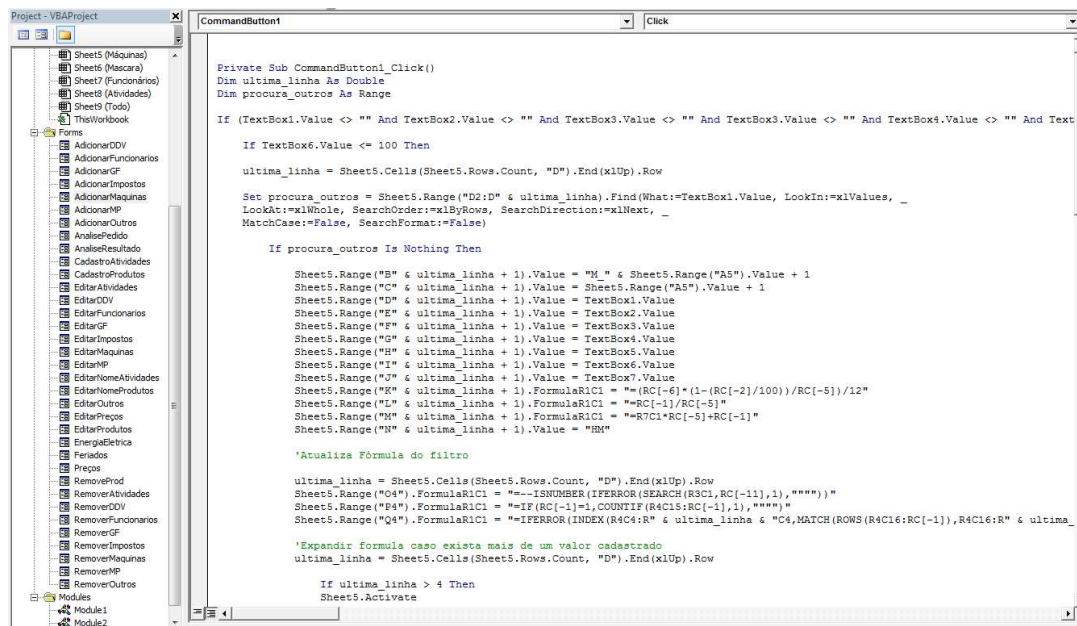 Project - VBAProject
Sheet5 (Máquinas)
Sheet6 (Mascara)
Sheet7 (Funcionários)
Sheet8 (Atividades)
Sheet9 (Todo)
ThisWorkbook
Forms
AdicionarDDV
AdicionarFuncionarios
AdicionarGF
AdicionarImpostos
AdicionarMaquinas
AdicionarMP
AdicionarOutros
AnalisePedido
AnaliseResultado
CadastroAtividades
CadastroProdutos
EditarAtividades
EditarDDV
EditarFuncionarios
EditarGF
EditarImpostos
EditarMaquinas
EditarMP
EditarNomeAtividades
EditarNomeProdutos
EditarOutros
EditarPreços
EditarProdutos
EnergiaEletrica
Feriados
Preços
RemoveProd
RemoverAtividades
RemoverDDV
RemoverFuncionarios
RemoverGF
RemoverImpostos
RemoverMaquinas
RemoverMP
RemoverOutros
Modules
Module1
Module2
CommandButton1
Click
Private Sub CommandButton1_Click()
Dim ultima_linha As Double
Dim procura_outros As Range
If (TextBox1.Value <> "" And TextBox2.Value <> "" And TextBox3.Value <> "" And TextBox3.Value <> "" And TextBox4.Value <> "" And Text
If TextBox6.Value <= 100 Then
ultima_linha = Sheet5.Cells(Sheet5.Rows.Count, "D").End(xlUp).Row
Set procura_outros = Sheet5.Range("D2:D" & ultima_linha).Find(What:=TextBox1.Value, LookIn:=xlValues, _
LookAt:=xlWhole, SearchOrder:=xlByRows, SearchDirection:=xlNext, _
MatchCase:=False, SearchFormat:=False)
If procura_outros Is Nothing Then
Sheet5.Range("B" & ultima_linha + 1).Value = "M_" & Sheet5.Range("A5").Value + 1
Sheet5.Range("C" & ultima_linha + 1).Value = Sheet5.Range("A5").Value + 1
Sheet5.Range("D" & ultima_linha + 1).Value = TextBox1.Value
Sheet5.Range("E" & ultima_linha + 1).Value = TextBox2.Value
Sheet5.Range("F" & ultima_linha + 1).Value = TextBox3.Value
Sheet5.Range("G" & ultima_linha + 1).Value = TextBox4.Value
Sheet5.Range("H" & ultima_linha + 1).Value = TextBox5.Value
Sheet5.Range("I" & ultima_linha + 1).Value = TextBox6.Value
Sheet5.Range("J" & ultima_linha + 1).Value = TextBox7.Value
Sheet5.Range("K" & ultima_linha + 1).FormulaR1C1 = "=(RC[-6]*(1-(RC[-2]/100))/RC[-5])/12"
Sheet5.Range("L" & ultima_linha + 1).FormulaR1C1 = "=RC[-1]/RC[-5]"
Sheet5.Range("M" & ultima_linha + 1).FormulaR1C1 = "=R7C1*RC[-5]+RC[-1]"
Sheet5.Range("N" & ultima_linha + 1).Value = "HM"
'Atualiza Fórmula do filtro
ultima_linha = Sheet5.Cells(Sheet5.Rows.Count, "D").End(xlUp).Row
Sheet5.Range("O4").FormulaR1C1 = "=--ISNUMBER(IFERROR(SEARCH(R3C1,RC[-11],1),""""))"
Sheet5.Range("P4").FormulaR1C1 = "=IF(RC[-1]=1,COUNTIF(R4C15:RC[-1],1),"""")"
Sheet5.Range("Q4").FormulaR1C1 = "=IFERROR(INDEX(R4C4:R" & ultima_linha & "C4,MATCH(ROWS(R4C16:RC[-1]),R4C16:R" & ultima_
'Expandir formula caso exista mais de um valor cadastrado
ultima_linha = Sheet5.Cells(Sheet5.Rows.Count, "D").End(xlUp).Row
If ultima_linha > 4 Then
Sheet5.Activate